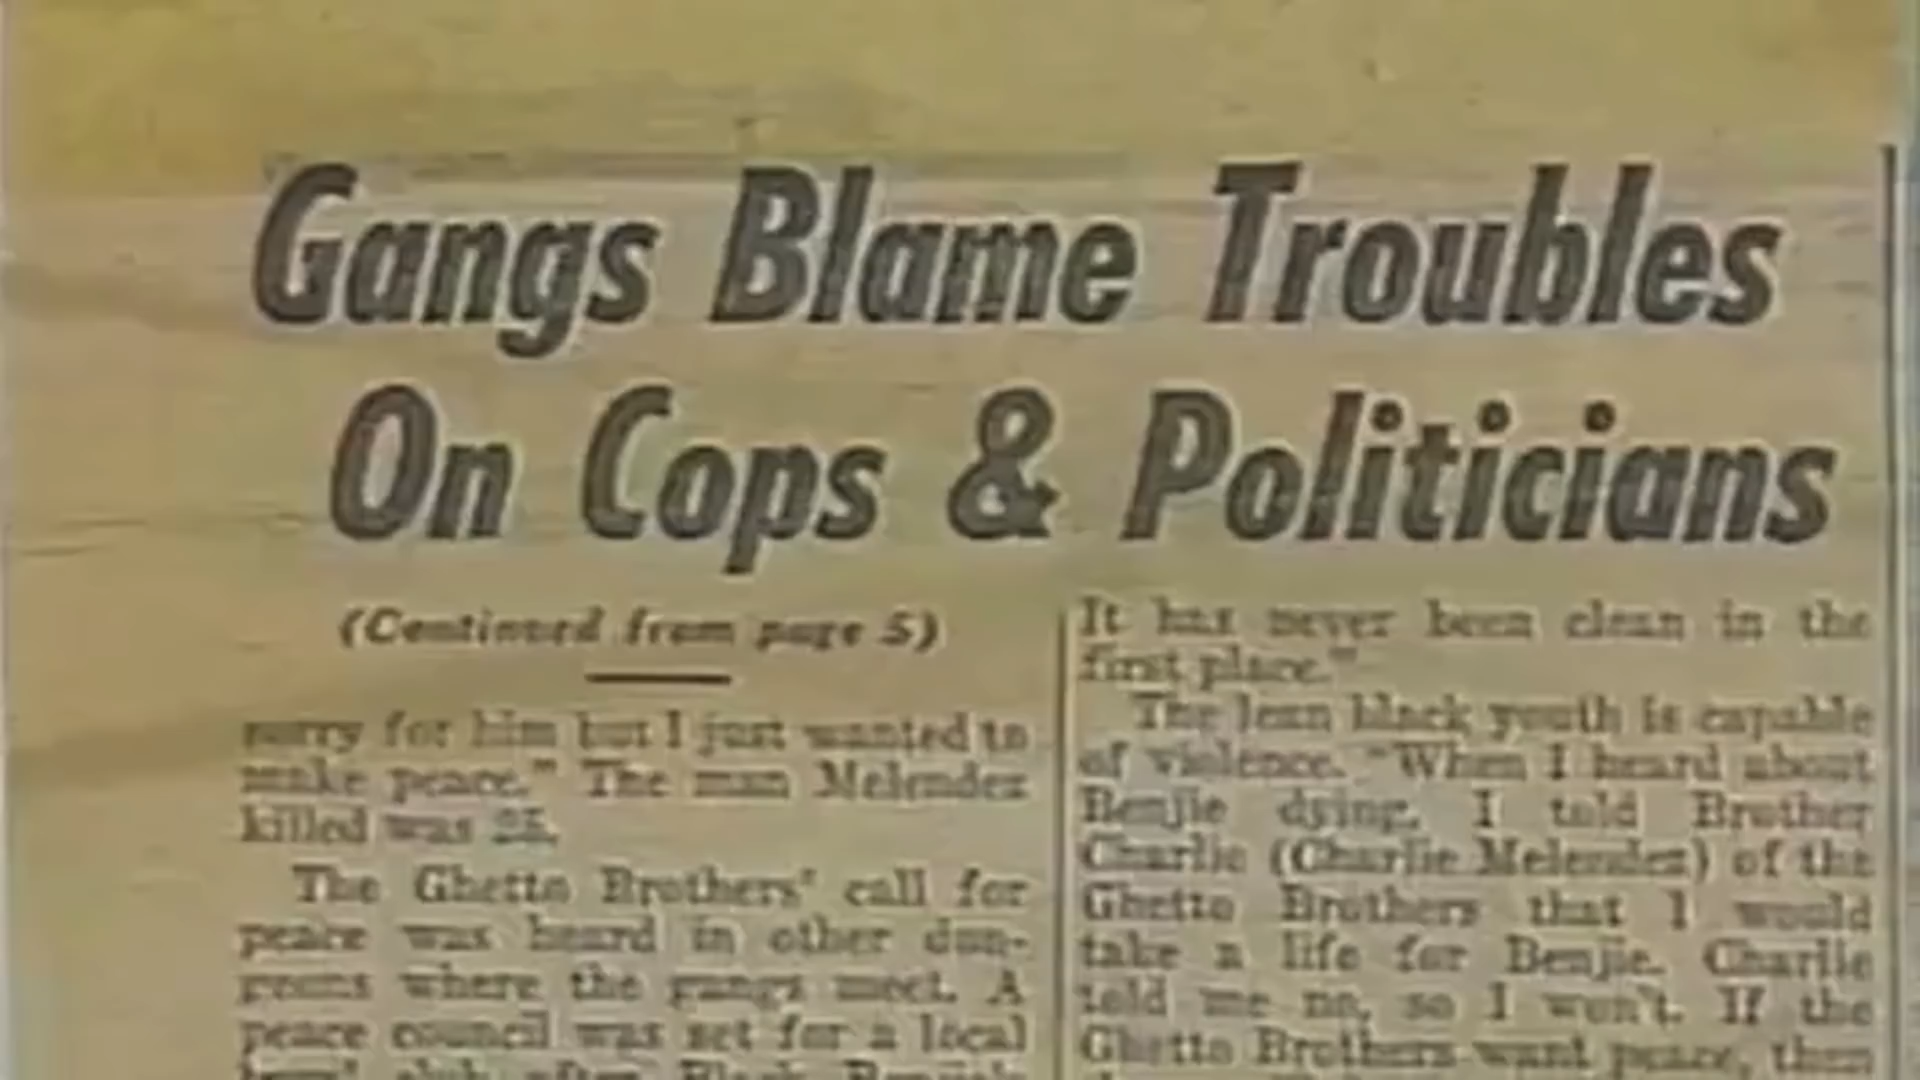 Gangs Blame Troubles
On Cops & Politicians
(Continued from page 5)
sorry for him but I just wanted to
make peace." The man Melendez
killed was 25.
The Ghetto Brothers' call for
peace was heard in other dun-
geons where the gangs meet. A
peace council was set for a local
boys' club after Black Benjie's
It has never been clean in the
first place."
The lean black youth is capable
of violence. "When I heard about
Benjie dying, I told Brother
Charlie (Charlie Melendez) of the
Ghetto Brothers that I would
take a life for Benjie. Charlie
told me no, so I won't. If the
Ghetto Brothers want peace, then